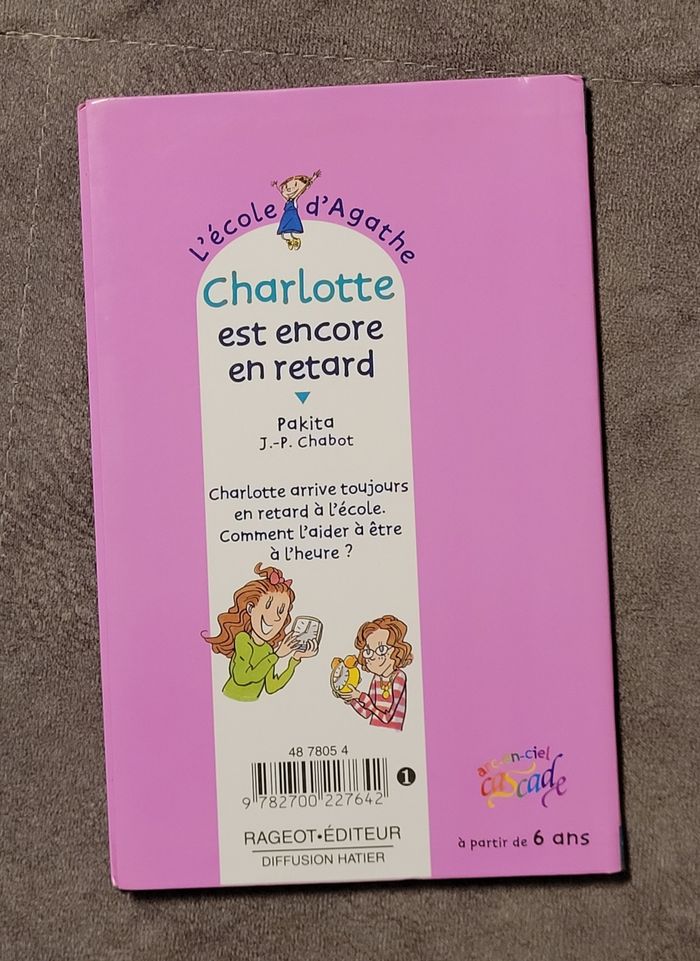 L'école d'Agathe
Charlotte
est encore
en retard
Pakita
J.-P. Chabot
Charlotte arrive toujours
en retard à l'école.
Comment l'aider à être
à l'heure ?
48 7805 4
9 782700 227642
1
RAGEOT•ÉDITEUR
DIFFUSION HATIER
arc-en-ciel
cascade
à partir de 6 ans